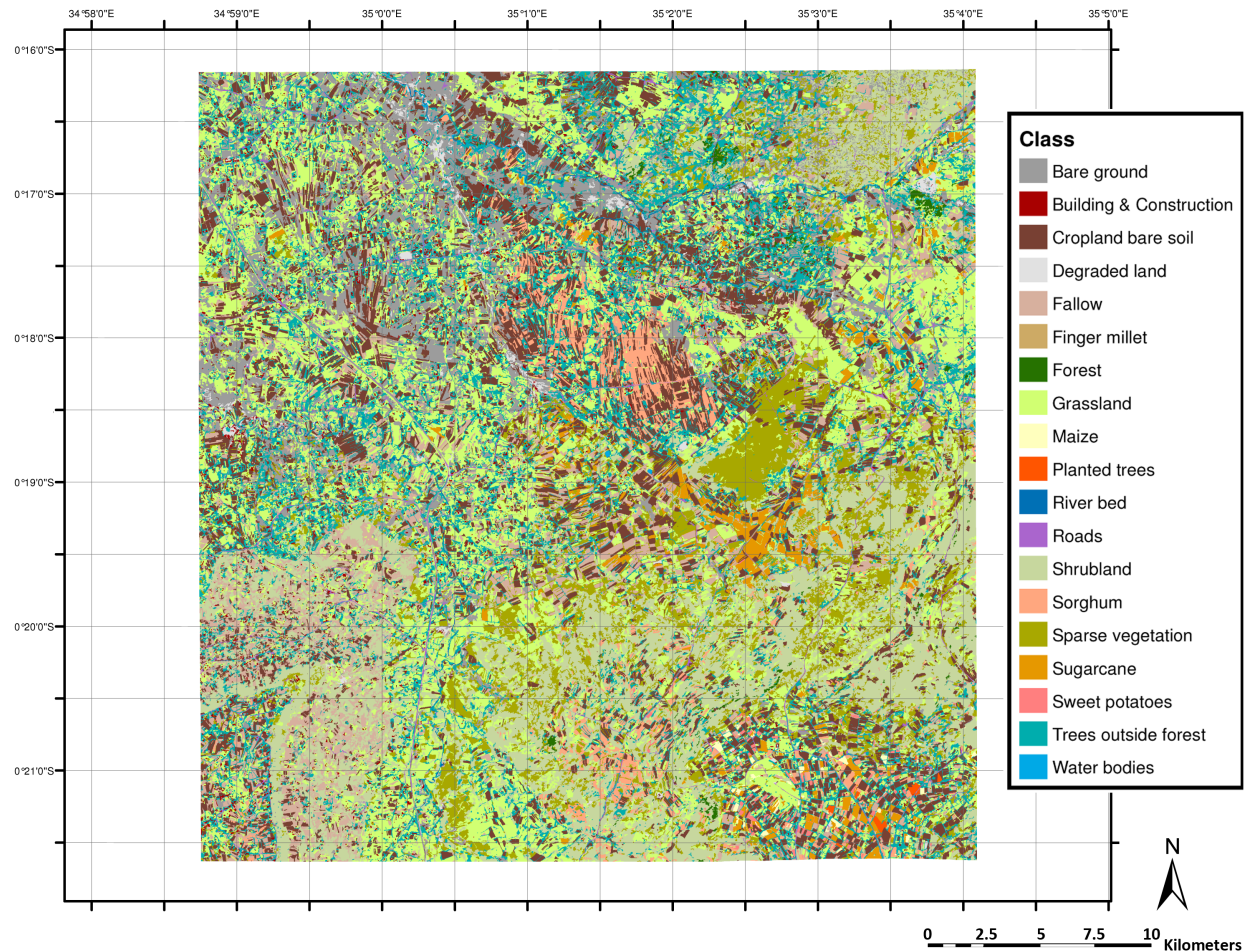 34°58'0"E 34°59'0"E 35°0'0"E 35°1'0"E 35°2'0"E 35°3'0"E 35°4'0"E 35°5'0"E
0°16'0"S
0°17'0"S
0°18'0"S
0°19'0"S
0°20'0"S
0°21'0"S
Class
Bare ground
Building & Construction
Cropland bare soil
Degraded land
Fallow
Finger millet
Forest
Grassland
Maize
Planted trees
River bed
Roads
Shrubland
Sorghum
Sparse vegetation
Sugarcane
Sweet potatoes
Trees outside forest
Water bodies
N
0 2.5 5 7.5 10
Kilometers